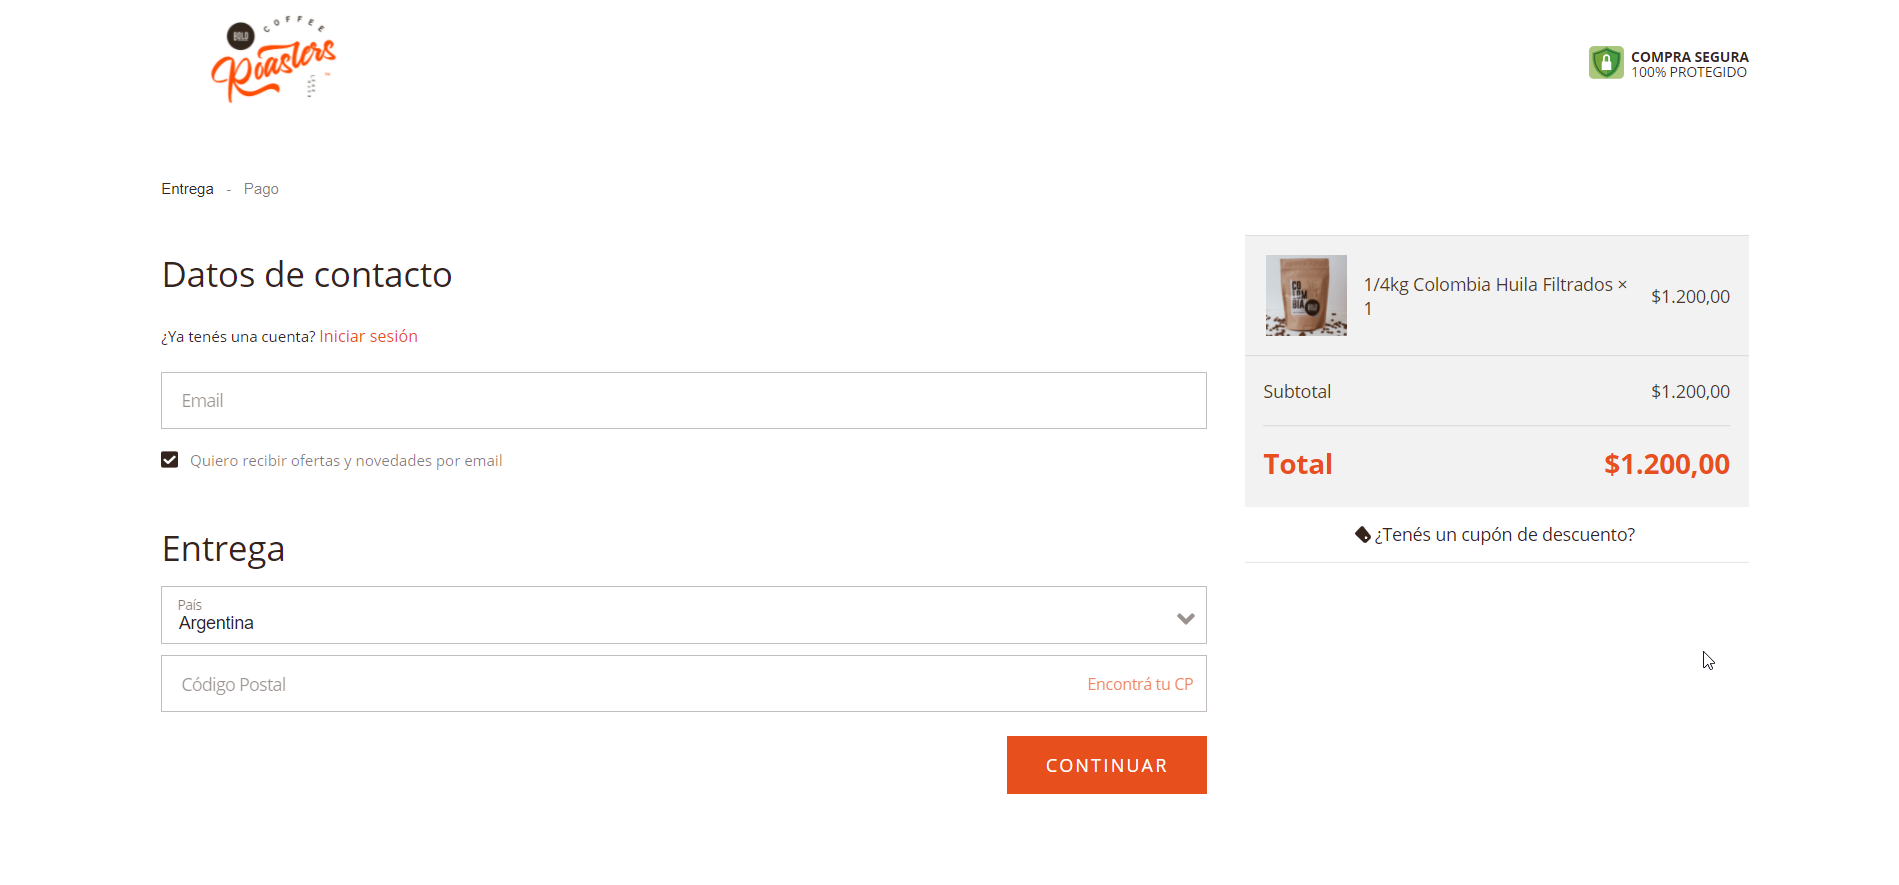 BOLD
COFFEE
Roasters
COMPRA SEGURA
100% PROTEGIDO
Entrega - Pago
Datos de contacto
¿Ya tenés una cuenta? Iniciar sesión
Email
Quiero recibir ofertas y novedades por email
Entrega
País
Argentina
Código Postal
Encontrá tu CP
CONTINUAR
COLOMBIA
1/4kg Colombia Huila Filtrados ×
1
$1.200,00
Subtotal
$1.200,00
Total
$1.200,00
¿Tenés un cupón de descuento?